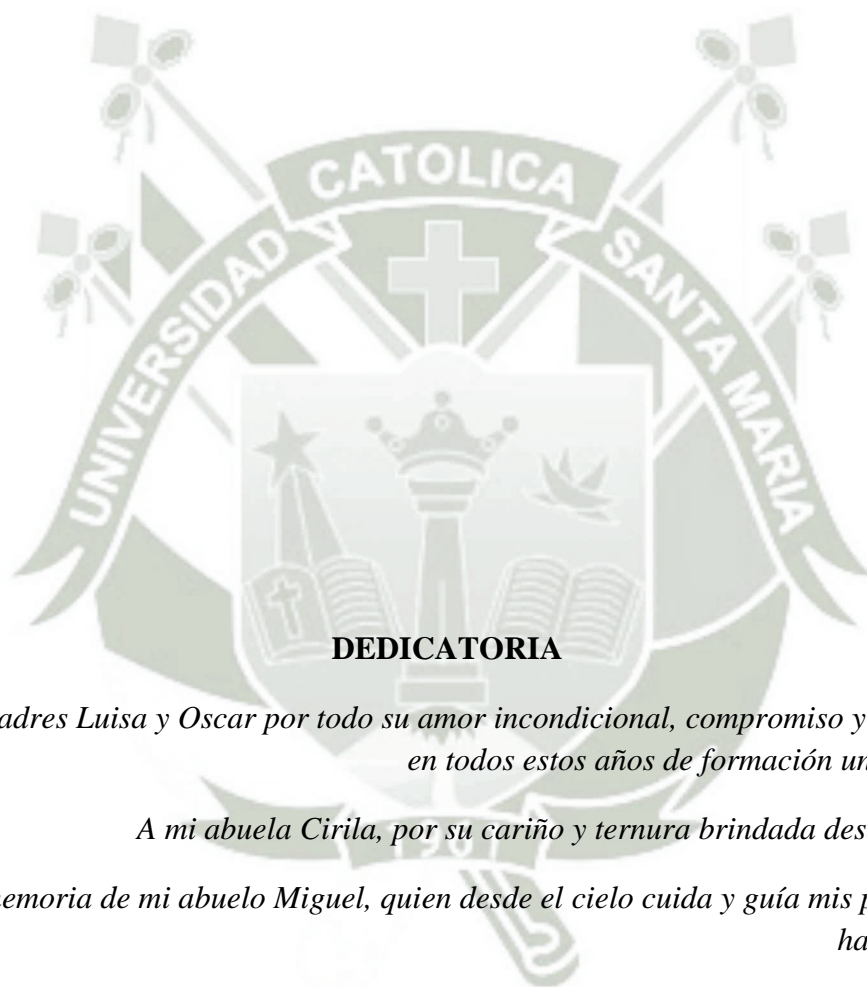 UNIVERSIDAD CATOLICA SANTA MARIA
DEDICATORIA
adres Luisa y Oscar por todo su amor incondicional, compromiso y
en todos estos años de formación un
A mi abuela Cirila, por su cariño y ternura brindada des
emoria de mi abuelo Miguel, quien desde el cielo cuida y guía mis p
ha